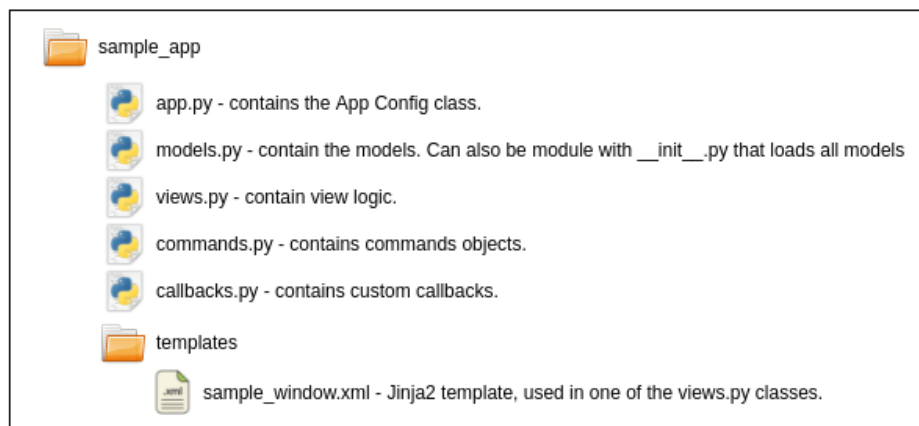 sample_app
app.py - contains the App Config class.
models.py - contain the models. Can also be module with __init__.py that loads all models
views.py - contain view logic.
commands.py - contains commands objects.
callbacks.py - contains custom callbacks.
templates
.xml
sample_window.xml - Jinja2 template, used in one of the views.py classes.